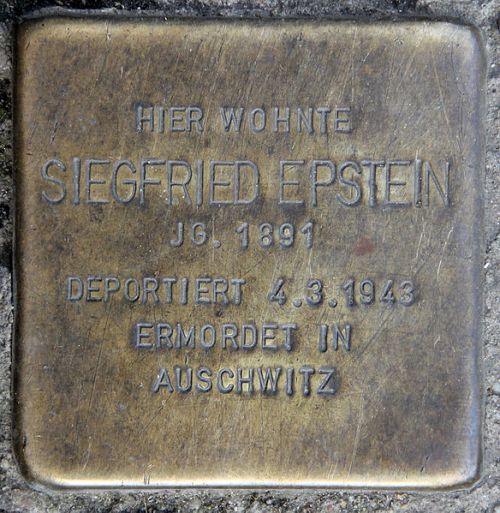 HIER WOHNTE
SIEGFRIED EPSTEIN
JG. 1891
DEPORTIERT 4.3.1943
ERMORDET IN
AUSCHWITZ